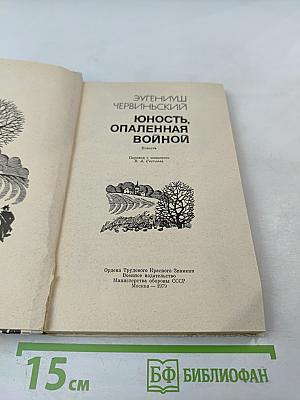 ЭУГЕНИУШ
ЧЕРВИНЬСКИЙ
ЮНОСТЬ,
ОПАЛЕННАЯ
ВОЙНОЙ
Повесть
Перевод с польского
Ордена Трудового Красного Знамени
Военное издательство
Министерства обороны СССР
Москва — 1979
15 см
БФ БИБЛИОФАН